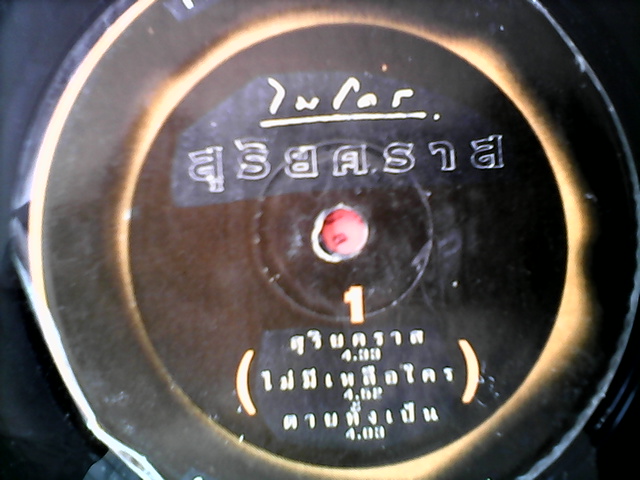 ไมโคร
สุริยคราส
1
สุริยคราส
ไม่มีเหลือใคร
ตายทั้งเป็น